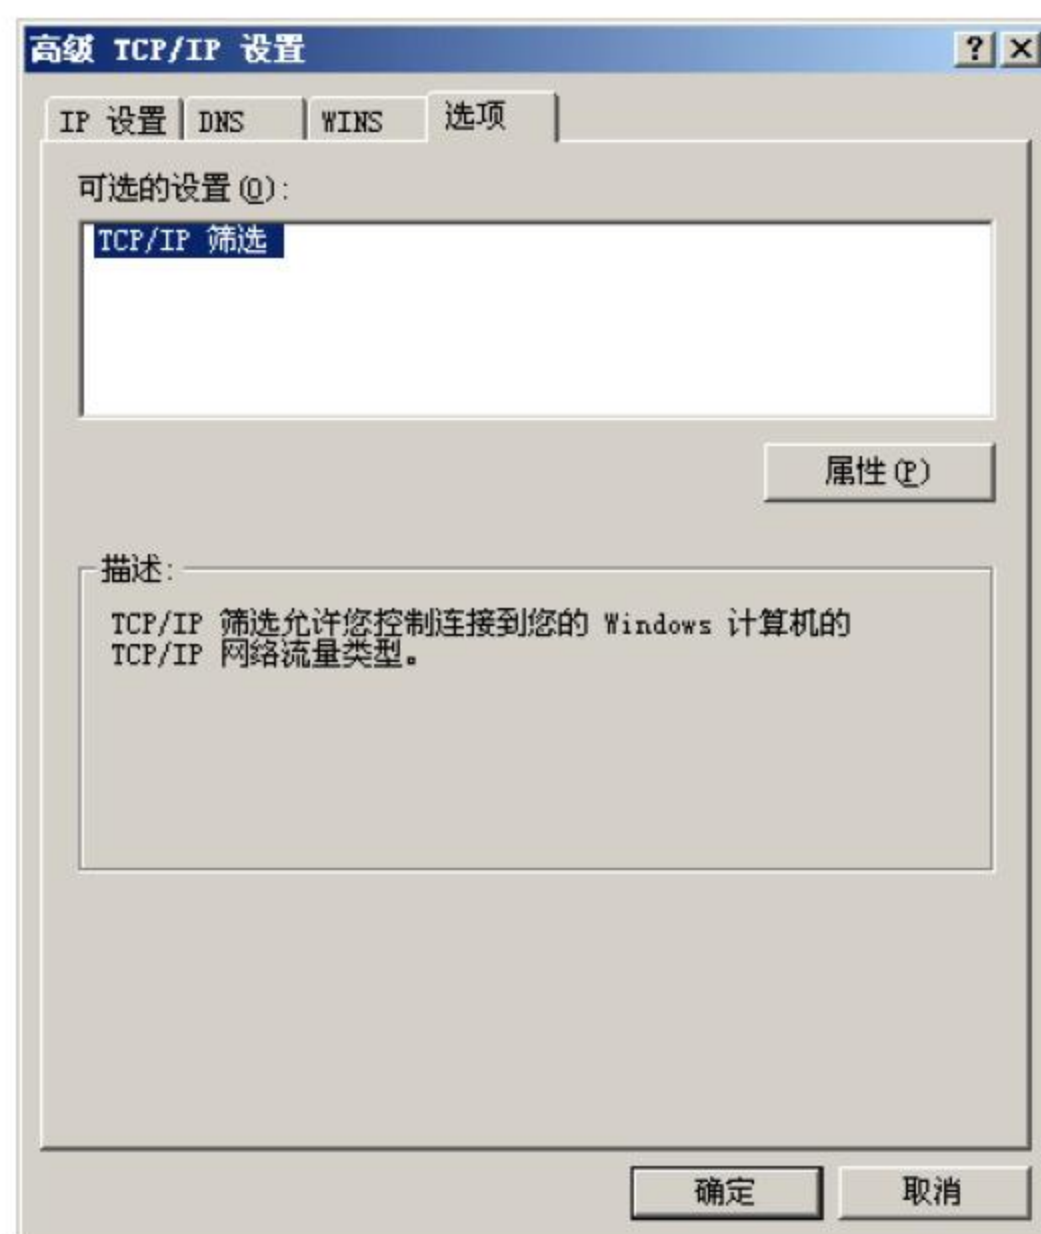 高级 TCP/IP 设置
IP 设置 DNS WINS 选项
可选的设置(O):
TCP/IP 筛选
属性(P)
描述:
TCP/IP 筛选允许您控制连接到您的 Windows 计算机的
TCP/IP 网络流量类型。
确定 取消